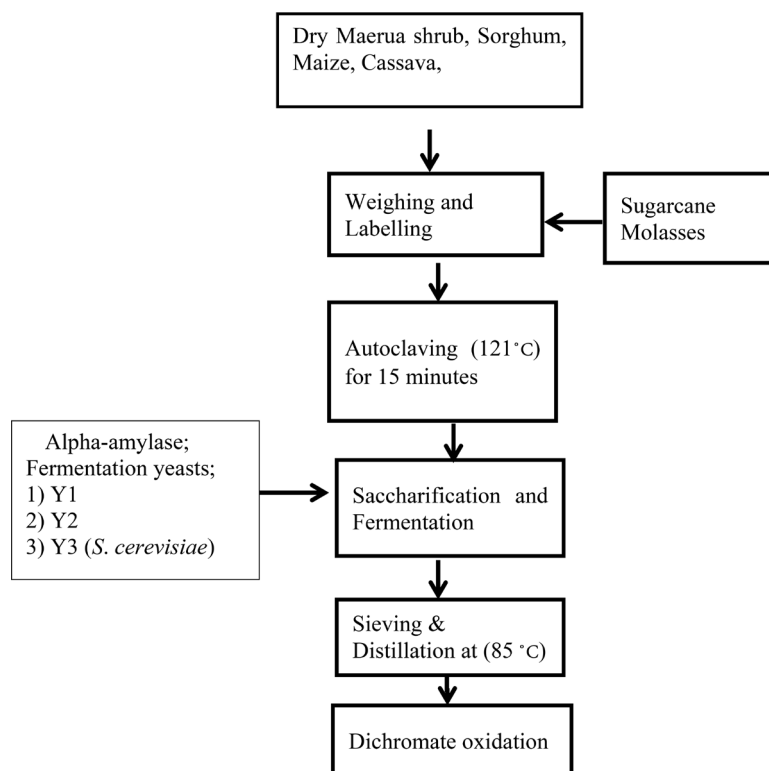 Dry Maerua shrub, Sorghum,
Maize, Cassava,
Weighing and
Labelling
Sugarcane
Molasses
Autoclaving (121˚C)
for 15 minutes
Alpha-amylase;
Fermentation yeasts;
1) Y1
2) Y2
3) Y3 (S. cerevisiae)
Saccharification and
Fermentation
Sieving &
Distillation at (85 ˚C)
Dichromate oxidation